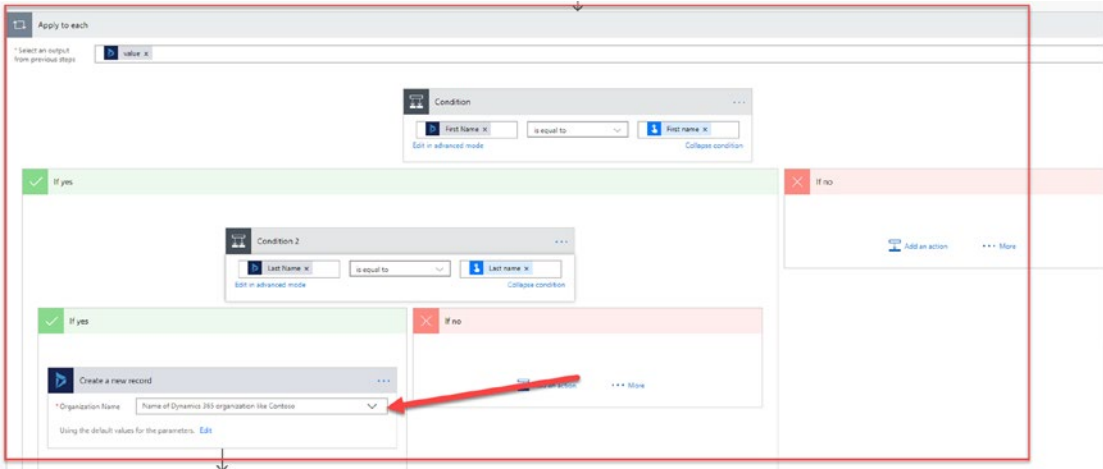 Apply to each
* Select an output
from previous steps
value x
Condition
First Name x
is equal to
First name x
Edit in advanced mode
Collapse condition
If yes
If no
Condition 2
Add an action
More
Last Name x
is equal to
Last name x
Edit in advanced mode
Collapse condition
If yes
If no
Create a new record
action
More
* Organization Name
Name of Dynamics 365 organization like Contoso
Using the default values for the parameters. Edit